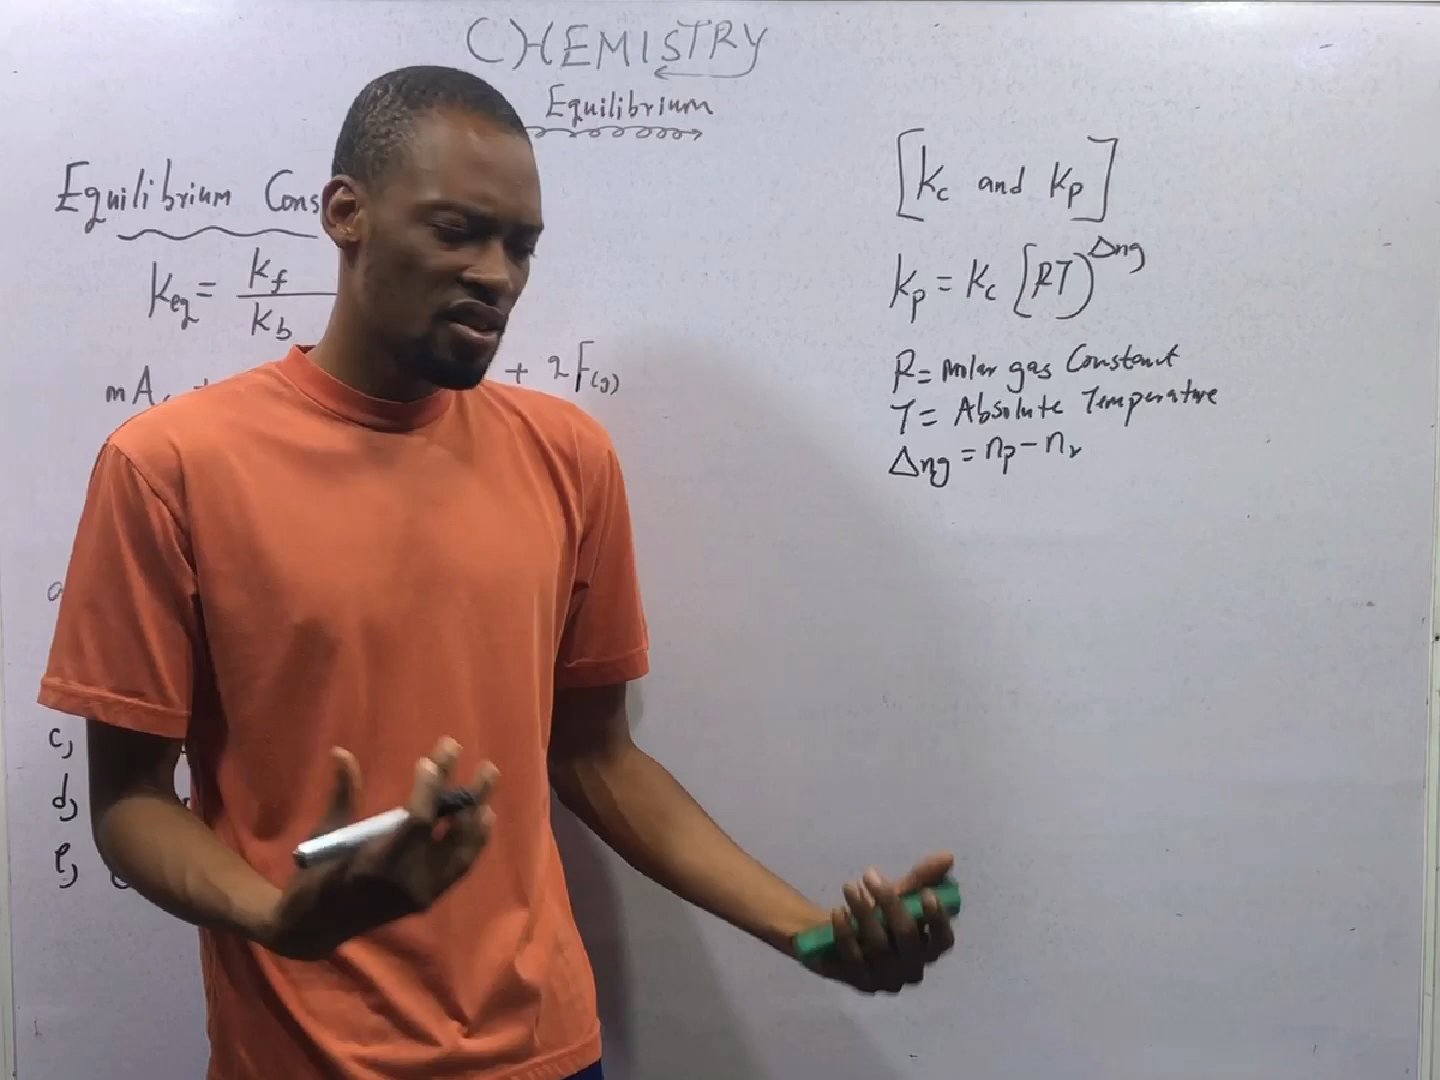 CHEMISTRY
Equilibrium
Equilibrium Cons
Keq = Kf
Kb
mA + 2F(g)
c,
d,
e,
[Kc and Kp]
Kp = Kc (RT)^Δng
R = Molar gas Constant
T = Absolute Temperature
Δng = np - nr